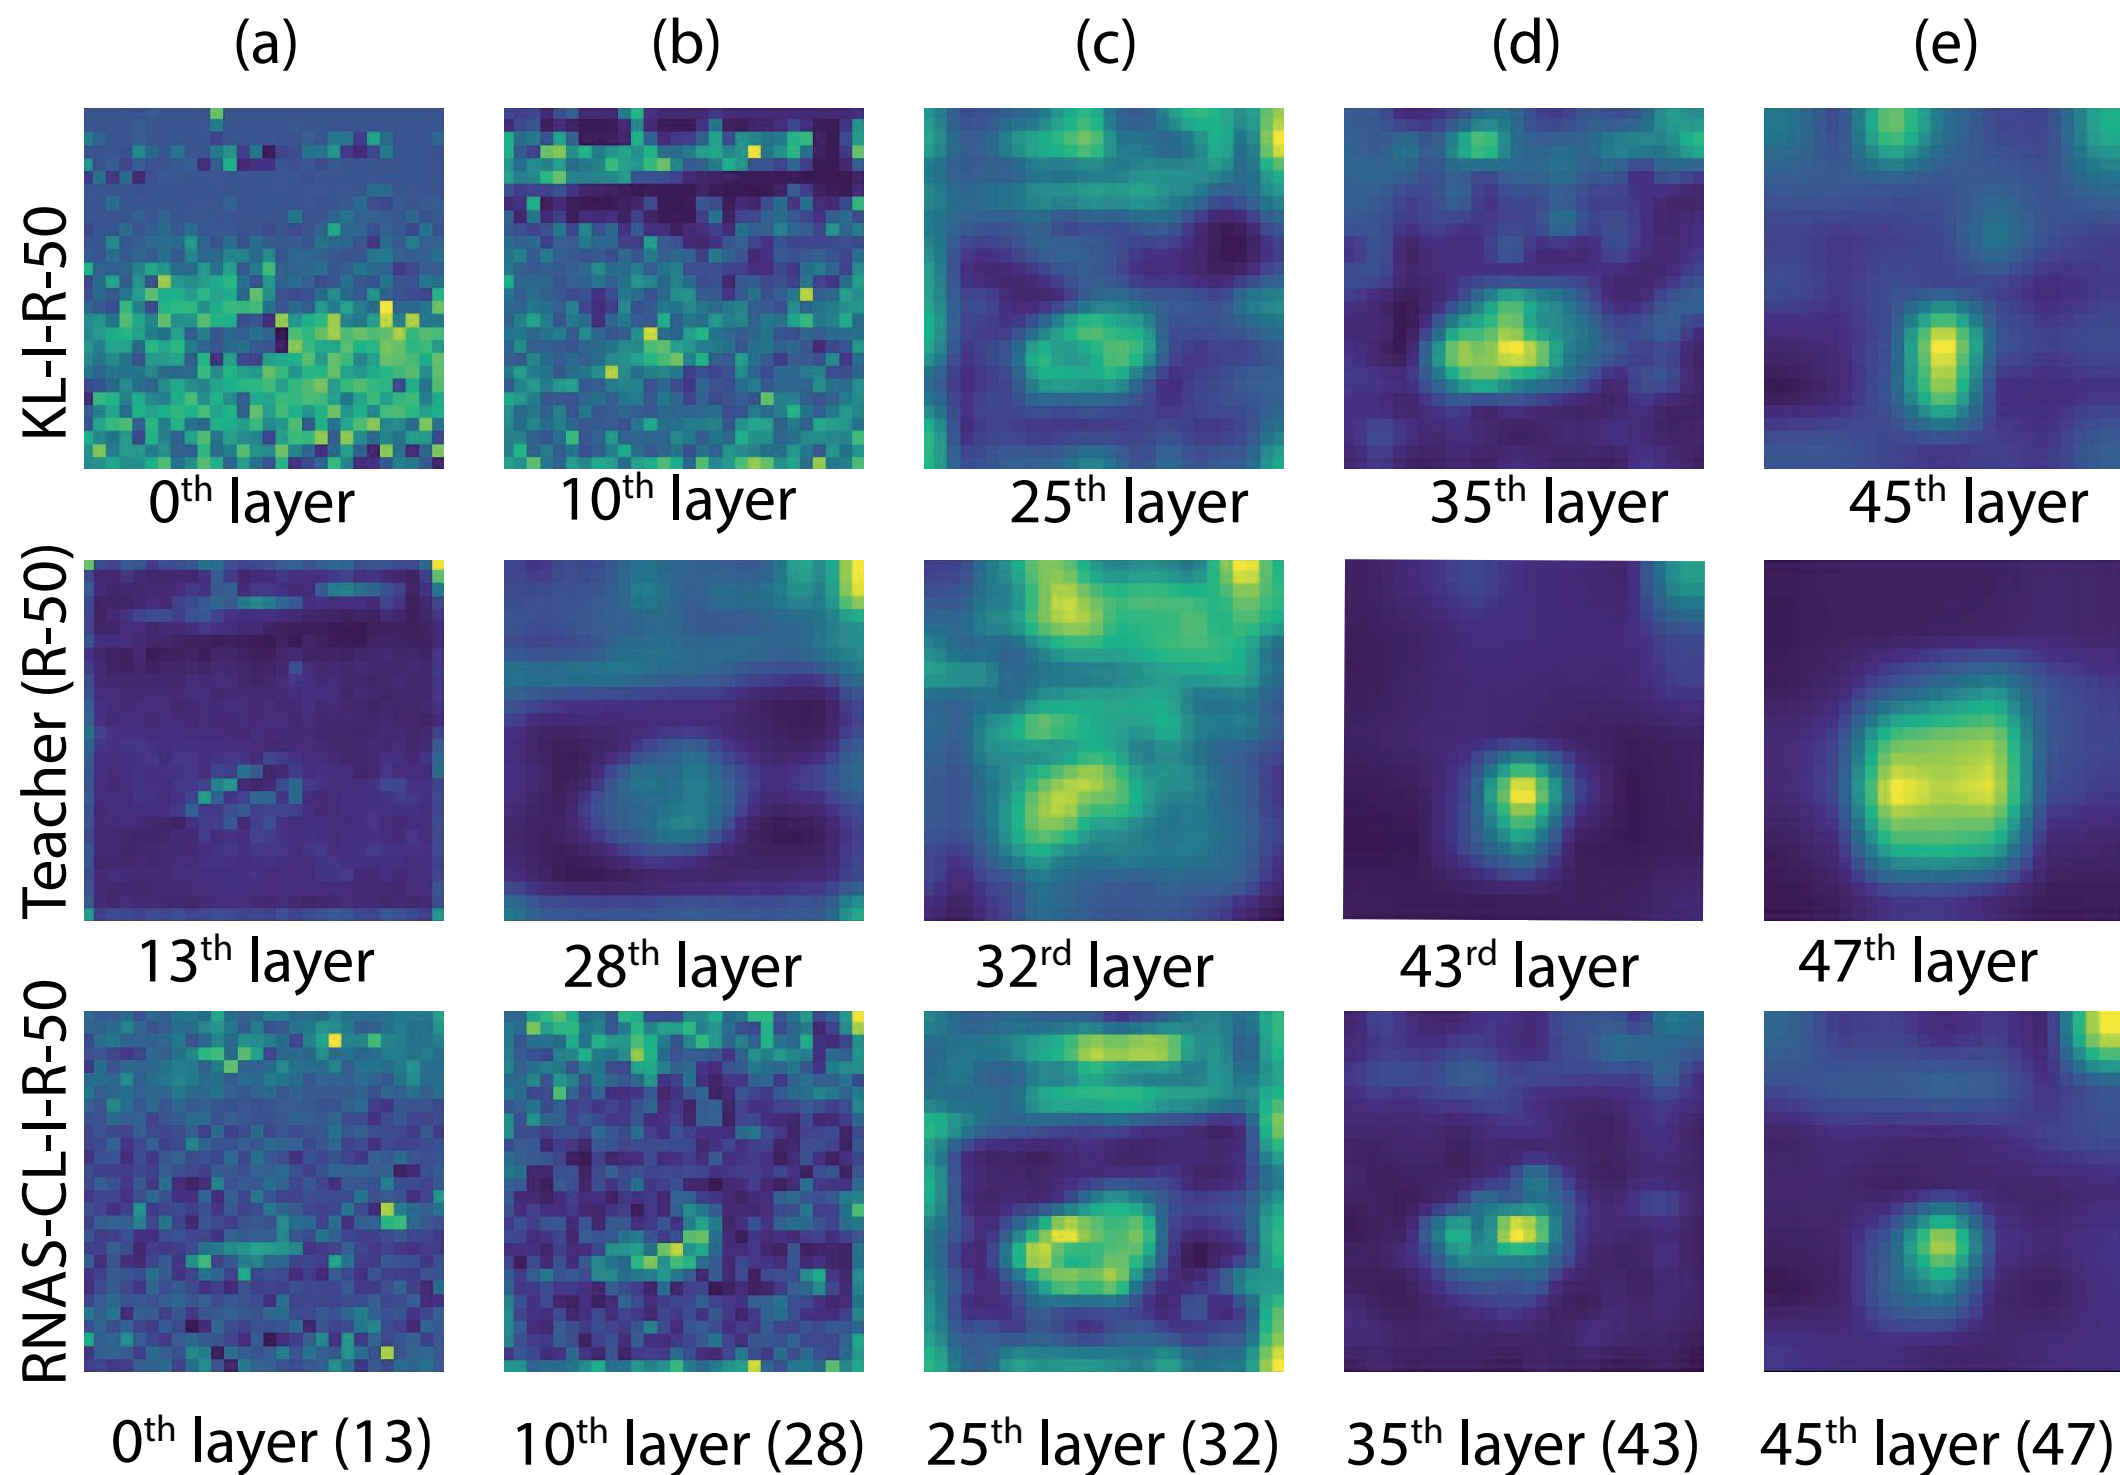 (a) (b) (c) (d) (e)
KL-I-R-50
0th layer 10th layer 25th layer 35th layer 45th layer
Teacher (R-50)
13th layer 28th layer 32rd layer 43rd layer 47th layer
RNAS-CL-I-R-50
0th layer (13) 10th layer (28) 25th layer (32) 35th layer (43) 45th layer (47)